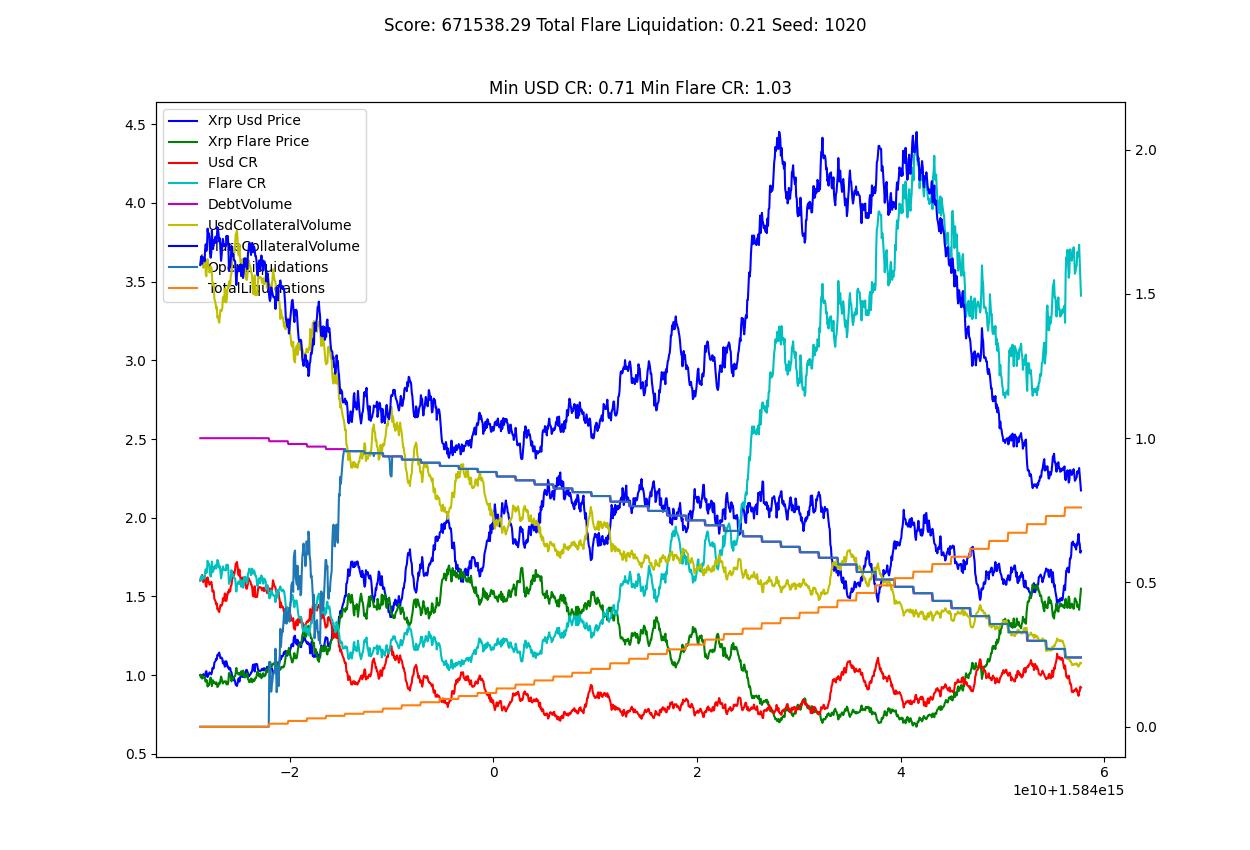 Score: 671538.29 Total Flare Liquidation: 0.21 Seed: 1020
Min USD CR: 0.71 Min Flare CR: 1.03
Xrp Usd Price
Xrp Flare Price
Usd CR
Flare CR
DebtVolume
UsdCollateralVolume
FlareCollateralVolume
OpenLiquidations
TotalLiquidations
4.5
4.0
3.5
3.0
2.5
2.0
1.5
1.0
0.5
2.0
1.5
1.0
0.5
0.0
−2
0
2
4
6
1e10+1.584e15